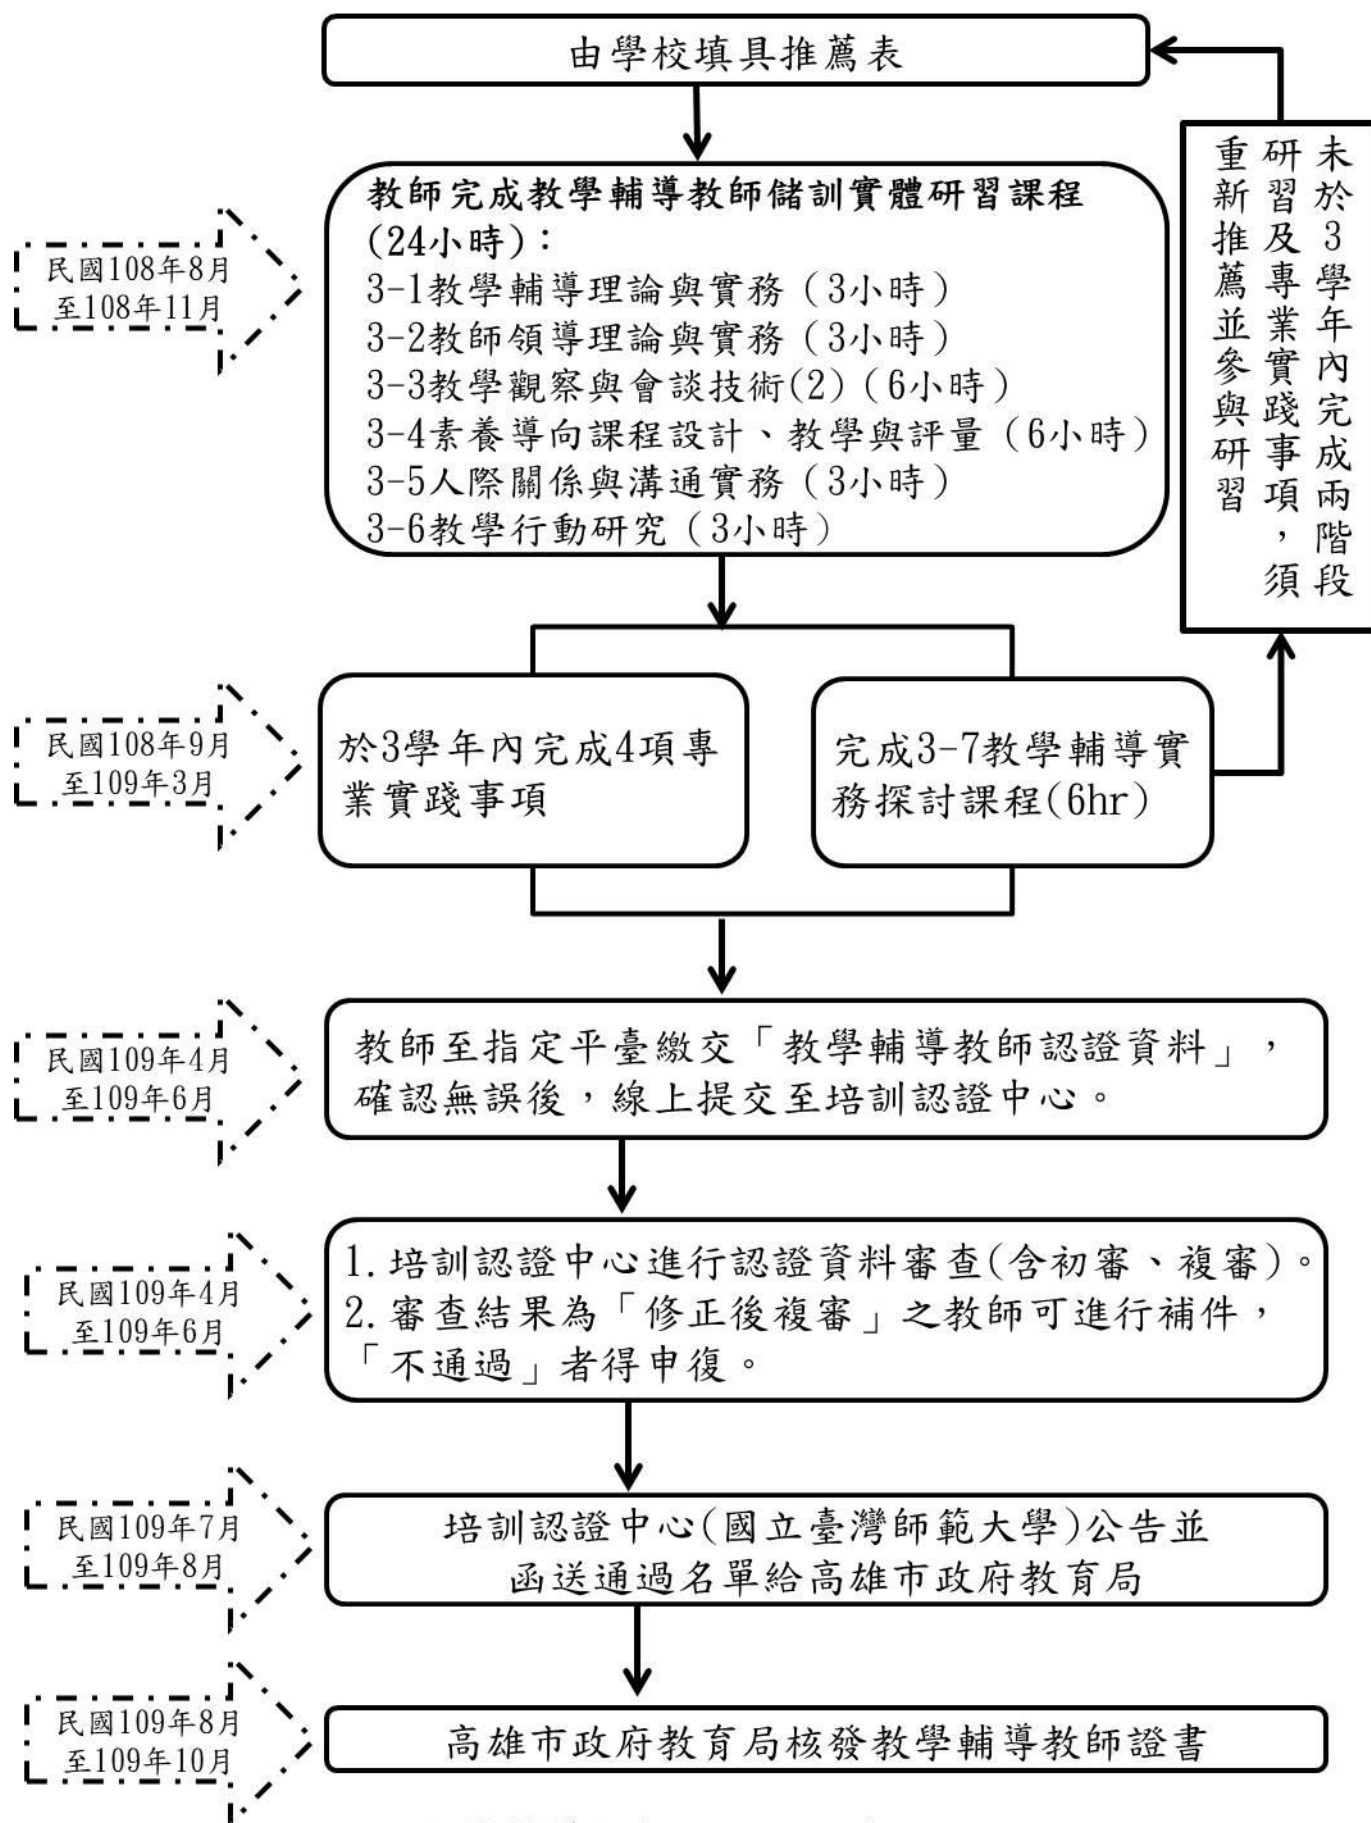 由學校填具推薦表
未於3學年內完成兩階段
研習及專業實踐事項，須
重新推薦並參與研習
民國108年8月
至108年11月
教師完成教學輔導教師儲訓實體研習課程
(24小時)：
3-1教學輔導理論與實務（3小時）
3-2教師領導理論與實務（3小時）
3-3教學觀察與會談技術(2)（6小時）
3-4素養導向課程設計、教學與評量（6小時）
3-5人際關係與溝通實務（3小時）
3-6教學行動研究（3小時）
民國108年9月
至109年3月
於3學年內完成4項專
業實踐事項
完成3-7教學輔導實
務探討課程(6hr)
民國109年4月
至109年6月
教師至指定平臺繳交「教學輔導教師認證資料」，
確認無誤後，線上提交至培訓認證中心。
民國109年4月
至109年6月
1.培訓認證中心進行認證資料審查(含初審、複審)。
2.審查結果為「修正後複審」之教師可進行補件，
「不通過」者得申復。
民國109年7月
至109年8月
培訓認證中心(國立臺灣師範大學)公告並
函送通過名單給高雄市政府教育局
民國109年8月
至109年10月
高雄市政府教育局核發教學輔導教師證書